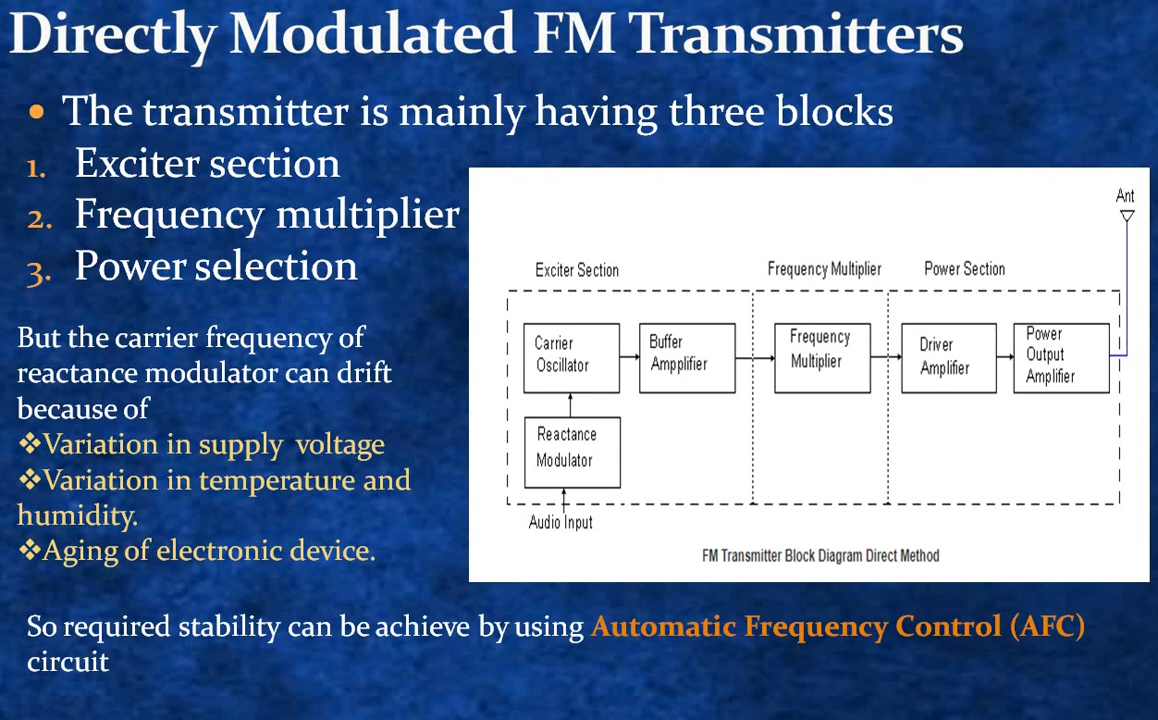 Directly Modulated FM Transmitters
• The transmitter is mainly having three blocks
1. Exciter section
2. Frequency multiplier
3. Power selection
But the carrier frequency of
reactance modulator can drift
because of
❖Variation in supply voltage
❖Variation in temperature and
humidity.
❖Aging of electronic device.
Ant
Exciter Section
Frequency Multiplier
Power Section
Carrier
Oscillator
Buffer
Ampplifier
Frequency
Multiplier
Driver
Amplifier
Power
Output
Amplifier
Reactance
Modulator
Audio Input
FM Transmitter Block Diagram Direct Method
So required stability can be achieve by using Automatic Frequency Control (AFC)
circuit